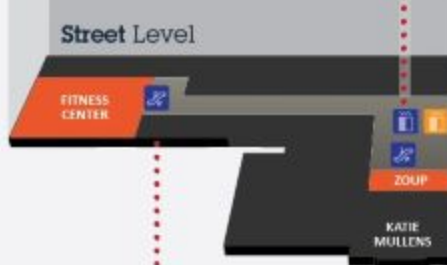 Street Level
FITNESS
CENTER
ZOUP
KATIE
MULLENS